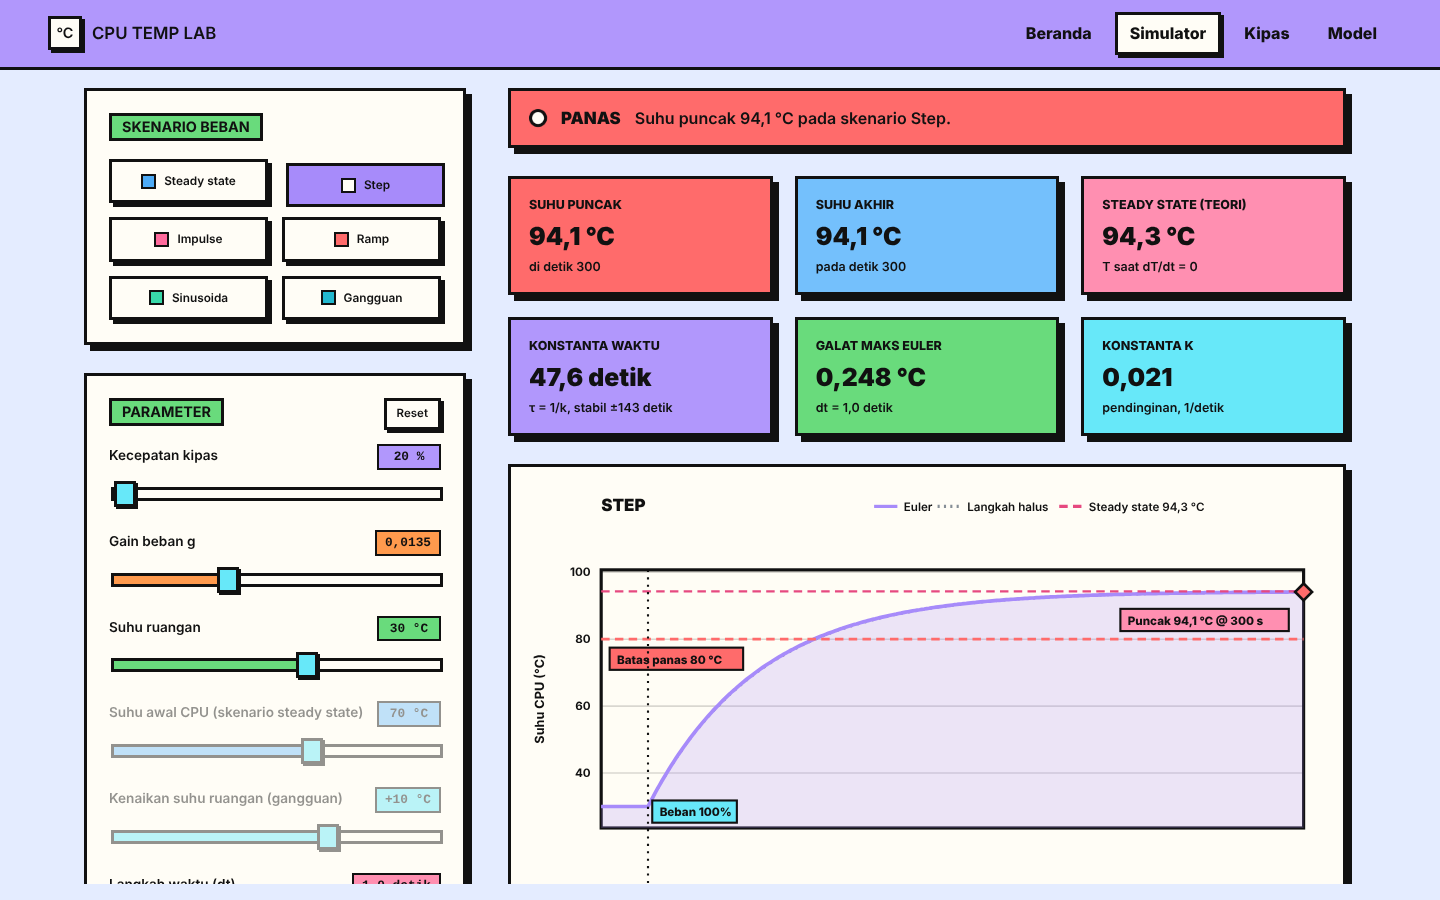 °C CPU TEMP LAB
Beranda
Simulator
Kipas
Model
SKENARIO BEBAN
Steady state
Step
Impulse
Ramp
Sinusoida
Gangguan
PARAMETER
Reset
Kecepatan kipas
20 %
Gain beban g
0,0135
Suhu ruangan
30 °C
Suhu awal CPU (skenario steady state)
70 °C
Kenaikan suhu ruangan (gangguan)
+10 °C
Langkah waktu (dt)
1,0 detik
PANAS Suhu puncak 94,1 °C pada skenario Step.
SUHU PUNCAK
94,1 °C
di detik 300
SUHU AKHIR
94,1 °C
pada detik 300
STEADY STATE (TEORI)
94,3 °C
T saat dT/dt = 0
KONSTANTA WAKTU
47,6 detik
τ = 1/k, stabil ±143 detik
GALAT MAKS EULER
0,248 °C
dt = 1,0 detik
KONSTANTA K
0,021
pendinginan, 1/detik
STEP
Euler
Langkah halus
Steady state 94,3 °C
100
80
60
40
Suhu CPU (°C)
Puncak 94,1 °C @ 300 s
Batas panas 80 °C
Beban 100%